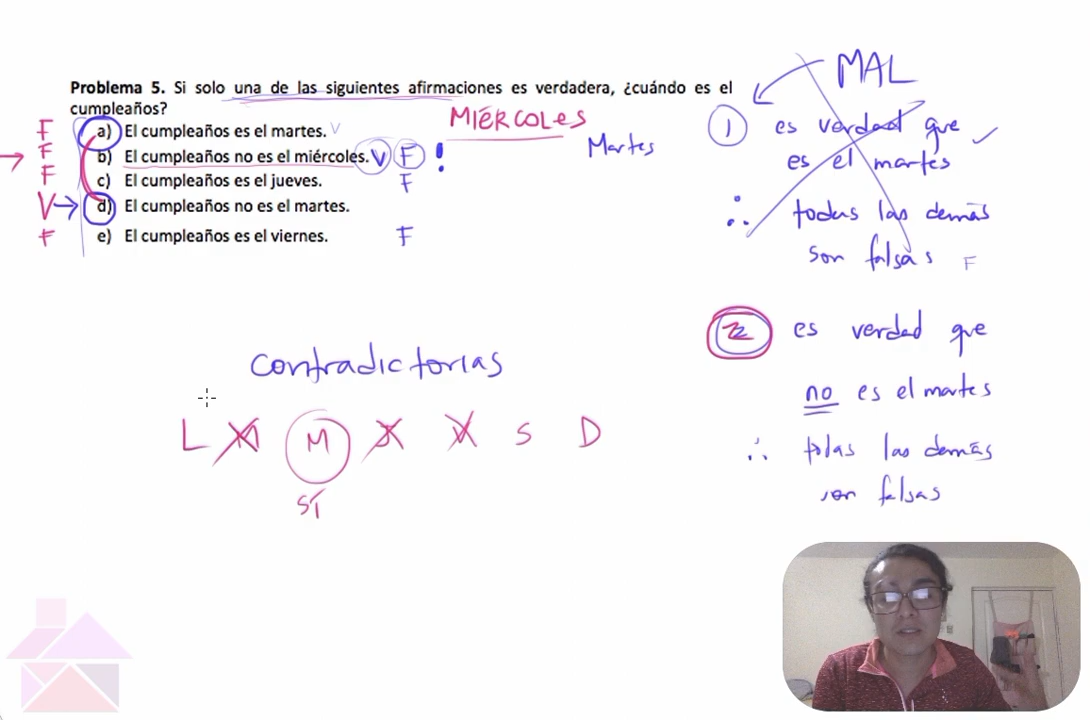 Problema 5. Si solo una de las siguientes afirmaciones es verdadera, ¿cuándo es el
cumpleaños?
F a) El cumpleaños es el martes. V
F b) El cumpleaños no es el miércoles. V F !
F c) El cumpleaños es el jueves. F
V d) El cumpleaños no es el martes.
F e) El cumpleaños es el viernes. F
MIÉRCOLES
Martes
MAL
1 es verdad que
es el martes
∴ todas las demás
son falsas F
2 es verdad que
no es el martes
∴ todas las demás
son falsas
contradictorias
L M M J V S D
SÍ